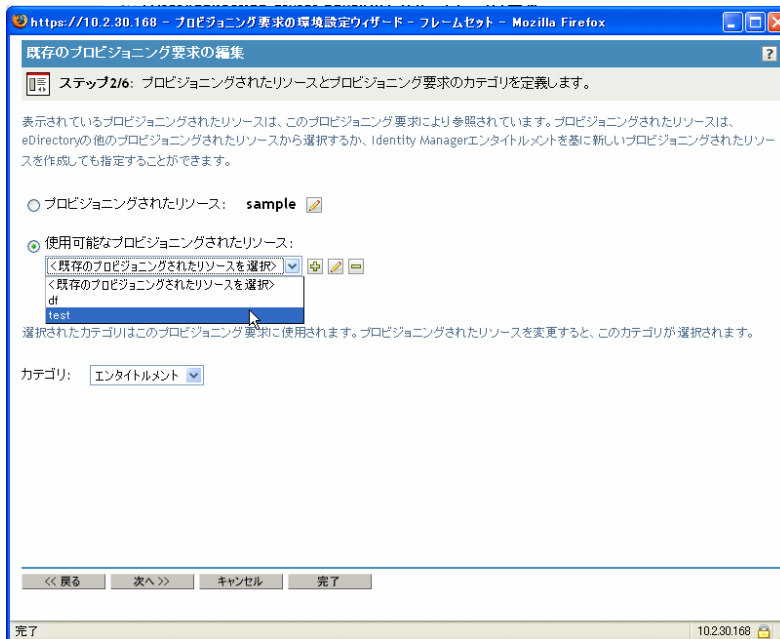 https://10.2.30.168 - プロビジョニング要求の環境設定ウィザード - フレームセット - Mozilla Firefox
既存のプロビジョニング要求の編集
?
ステップ2/6: プロビジョニングされたリソースとプロビジョニング要求のカテゴリを定義します。
表示されているプロビジョニングされたリソースは、このプロビジョニング要求により参照されています。プロビジョニングされたリソースは、
eDirectoryの他のプロビジョニングされたリソースから選択するか、Identity Managerエンタイトルメントを基に新しいプロビジョニングされたリソー
スを作成しても指定することができます。
プロビジョニングされたリソース: sample
使用可能なプロビジョニングされたリソース:
<既存のプロビジョニングされたリソースを選択>
<既存のプロビジョニングされたリソースを選択>
df
test
選択されたカテゴリはこのプロビジョニング要求に使用されます。プロビジョニングされたリソースを変更すると、このカテゴリが選択されます。
カテゴリ: エンタイトルメント
<< 戻る 次へ >> キャンセル 完了
完了 10.2.30.168